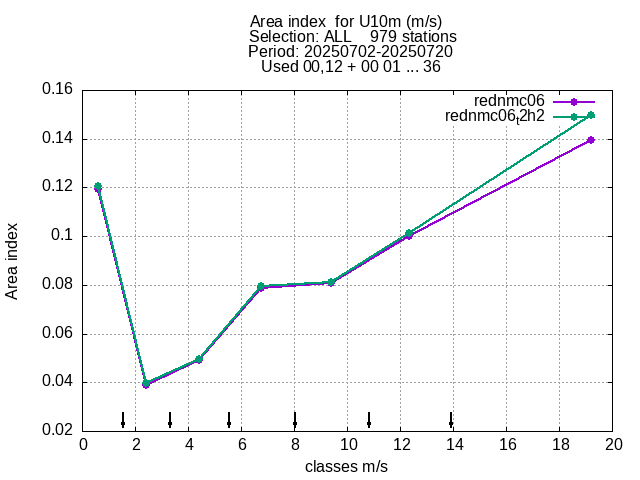 Area index  for U10m (m/s)
Selection: ALL    979 stations
Period: 20250702-20250720
Used 00,12 + 00 01 ... 36
rednmc06
rednmc06t2h2
0.16
0.14
0.12
0.1
0.08
0.06
0.04
0.02
Area index
0 2 4 6 8 10 12 14 16 18 20
classes m/s